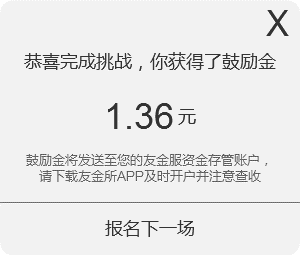 X
恭喜完成挑战，你获得了鼓励金
1.36元
鼓励金将发送至您的友金服资金存管账户，
请下载友金所APP及时开户并注意查收
报名下一场